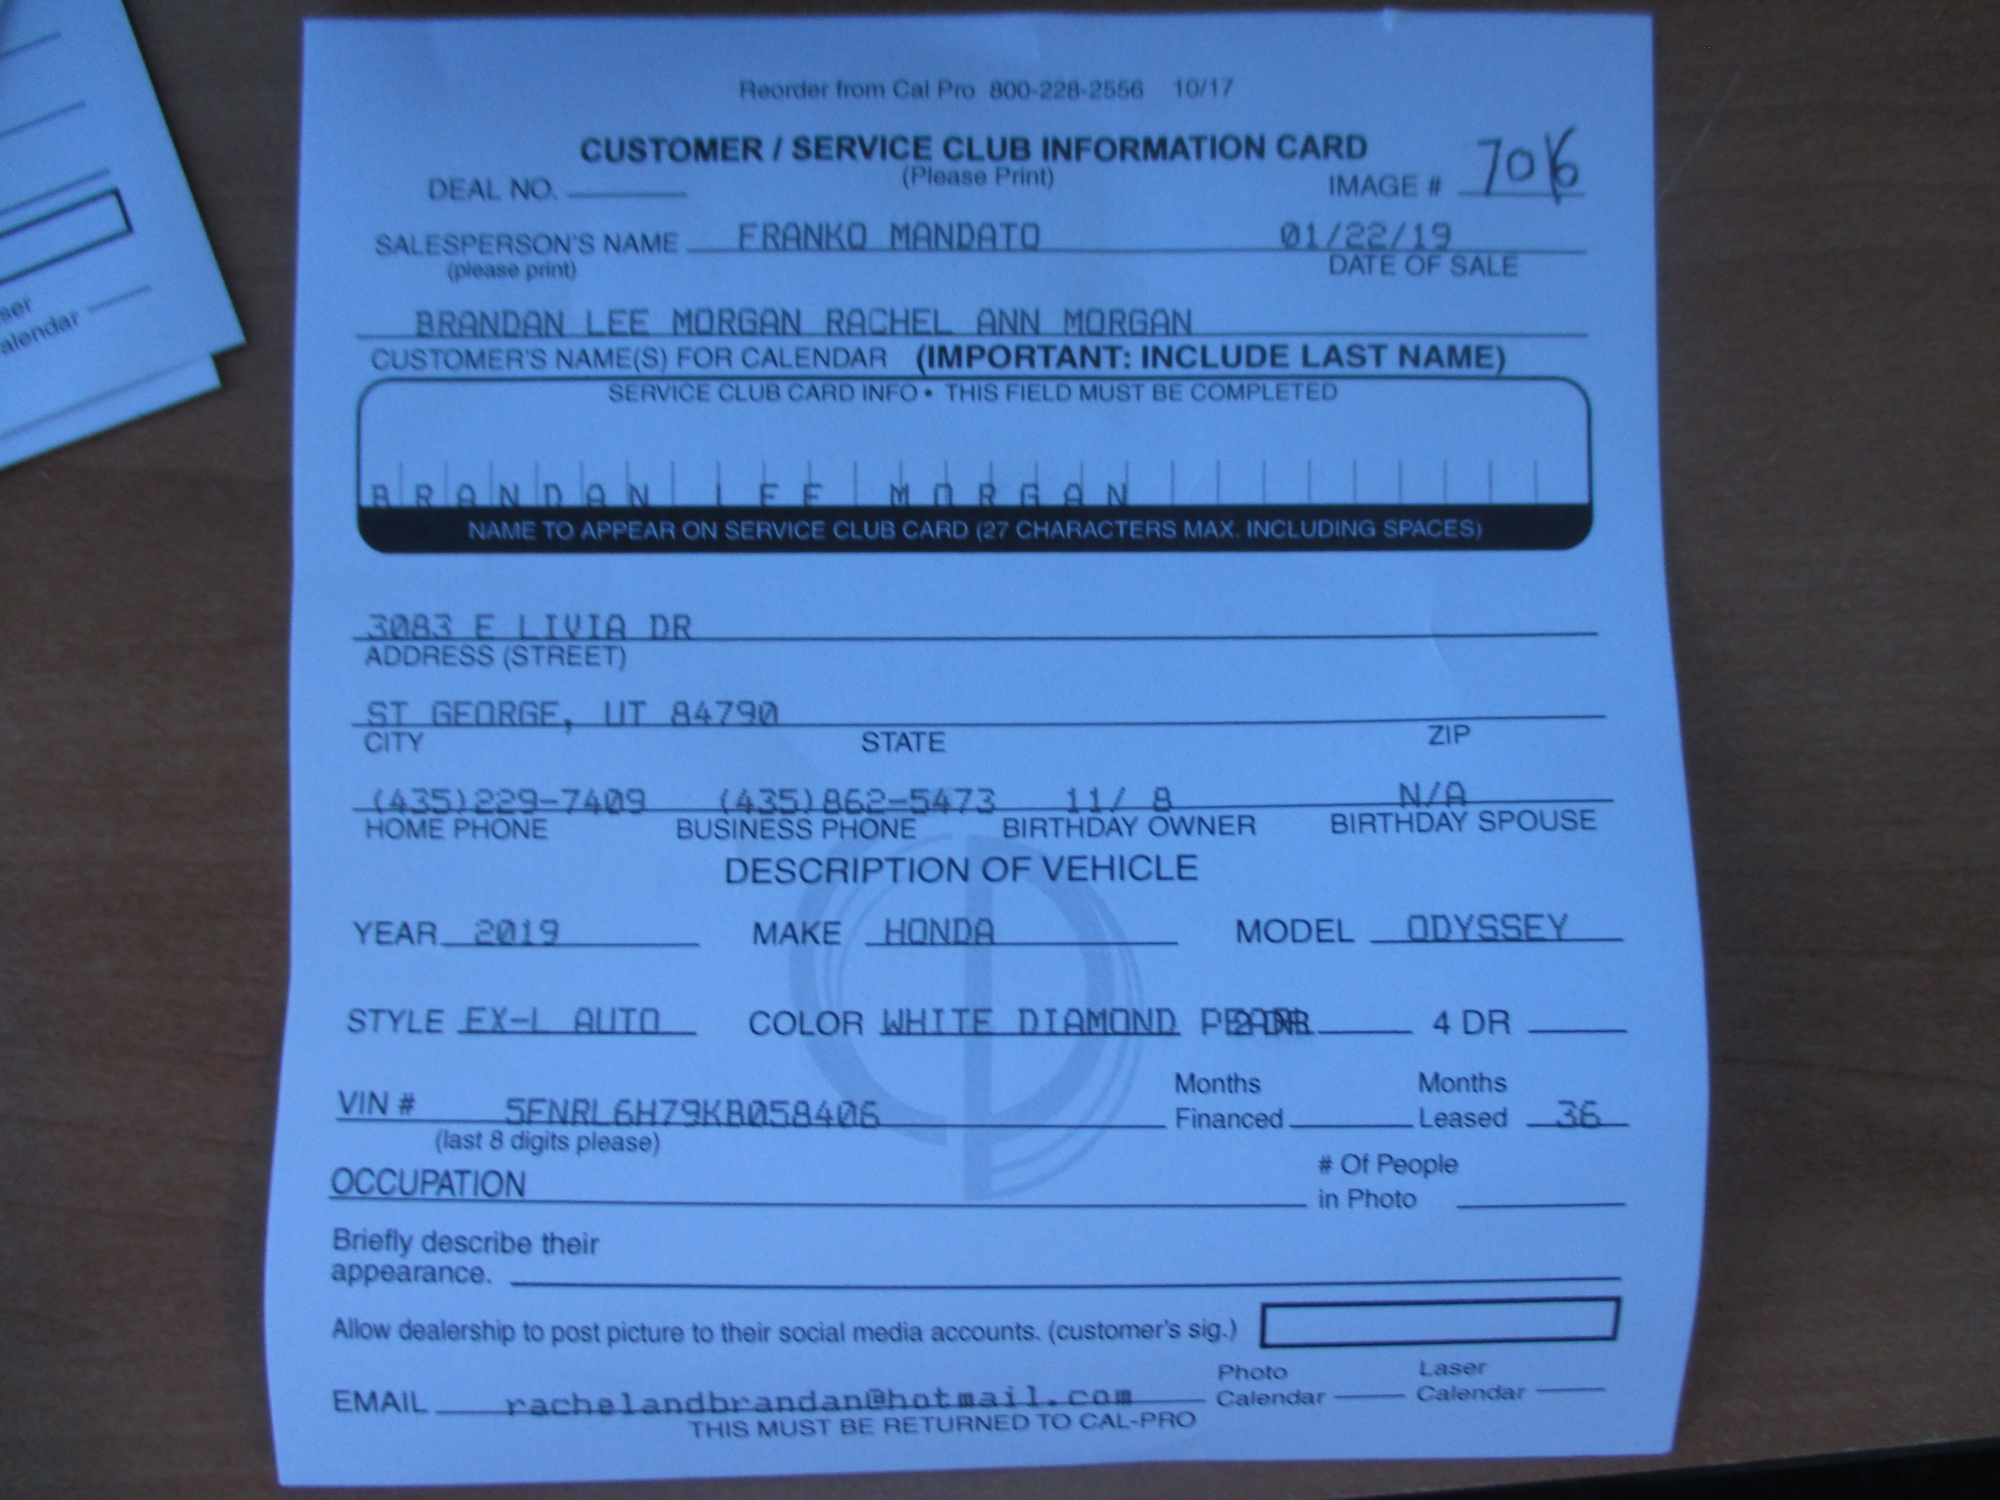 Reorder from Cal Pro 800-228-2556 10/17
CUSTOMER / SERVICE CLUB INFORMATION CARD
(Please Print)
DEAL NO. IMAGE #
SALESPERSON'S NAME FRANKO MANDATO 01/22/19
(please print) DATE OF SALE
BRANDAN LEE MORGAN RACHEL ANN MORGAN
CUSTOMER'S NAME(S) FOR CALENDAR (IMPORTANT: INCLUDE LAST NAME)
SERVICE CLUB CARD INFO • THIS FIELD MUST BE COMPLETED
BRANDAN LEE MORGAN
NAME TO APPEAR ON SERVICE CLUB CARD (27 CHARACTERS MAX. INCLUDING SPACES)
3083 E LIVIA DR
ADDRESS (STREET)
ST GEORGE, UT 84790
CITY STATE ZIP
(435)229-7409 (435)862-5473 11/ 8 N/A
HOME PHONE BUSINESS PHONE BIRTHDAY OWNER BIRTHDAY SPOUSE
DESCRIPTION OF VEHICLE
YEAR 2019 MAKE HONDA MODEL ODYSSEY
STYLE EX-L AUTO COLOR WHITE DIAMOND PEARL 2 DR 4 DR
Months Months
VIN # 5FNRL6H79KB058406 Financed Leased 36
(last 8 digits please)
OCCUPATION # Of People
in Photo
Briefly describe their
appearance.
Allow dealership to post picture to their social media accounts. (customer's sig.)
Photo Laser
EMAIL rachelandbrandan@hotmail.com Calendar Calendar
THIS MUST BE RETURNED TO CAL-PRO
ser
alendar